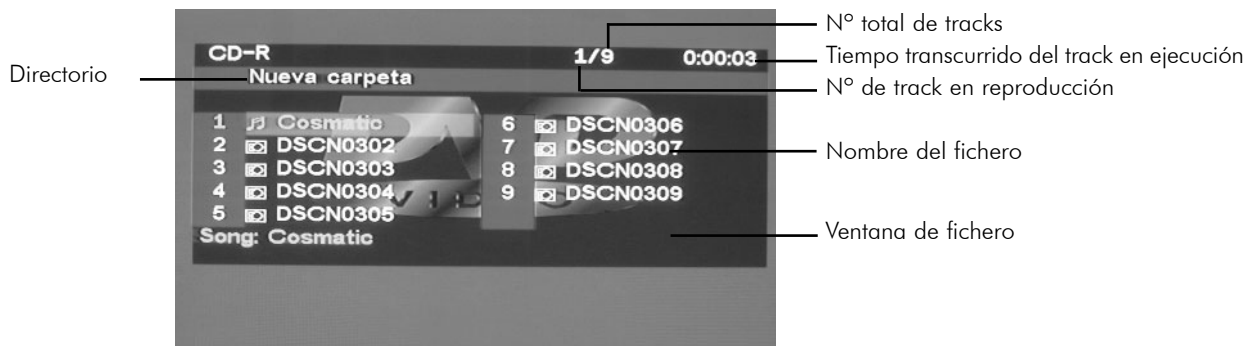 Nº total de tracks
CD-R 1/9 0:00:03
Tiempo transcurrido del track en ejecución
Directorio
Nueva carpeta
Nº de track en reproducción
1 Cosmatic
2 DSCN0302
3 DSCN0303
4 DSCN0304
5 DSCN0305
6 DSCN0306
7 DSCN0307
8 DSCN0308
9 DSCN0309
Nombre del fichero
Song: Cosmatic
Ventana de fichero